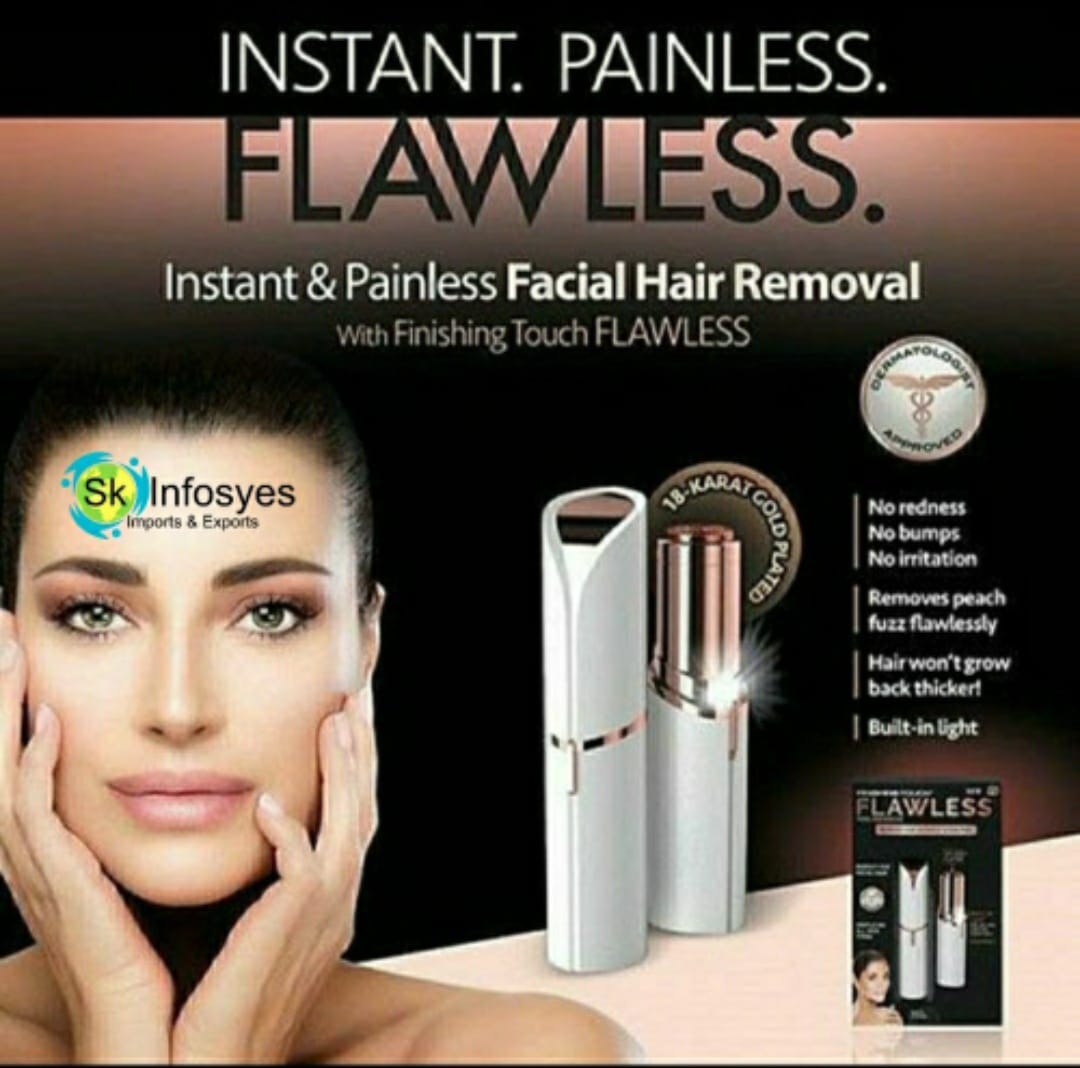 INSTANT. PAINLESS.
FLAWLESS.
Instant & Painless Facial Hair Removal
With Finishing Touch FLAWLESS
DERMATOLOGIST
APPROVED
Sk Infosyes
Imports & Exports
18-KARAT GOLD PLATED
No redness
No bumps
No irritation
Removes peach
fuzz flawlessly
Hair won't grow
back thicker!
Built-in light
FLAWLESS